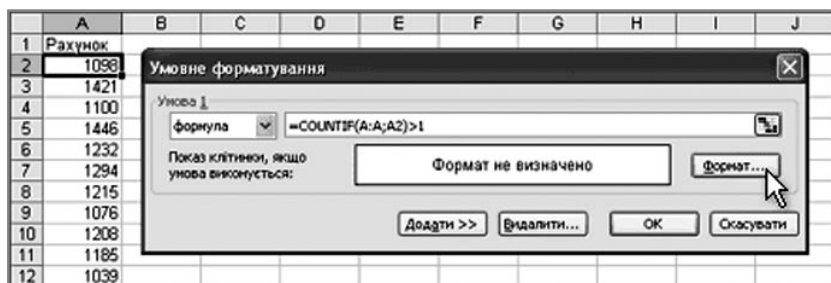 A B C D E F G H I J
1 Рахунок
2 1098
3 1421
4 1100
5 1446
6 1232
7 1294
8 1215
9 1076
10 1208
11 1185
12 1039
Умовне форматування
Умова 1
формула =COUNTIF(A:A;A2)>1
Показ клітинки, якщо
умова виконується:
Формат не визначено
Формат...
Додати >> Видалити... OK Скасувати